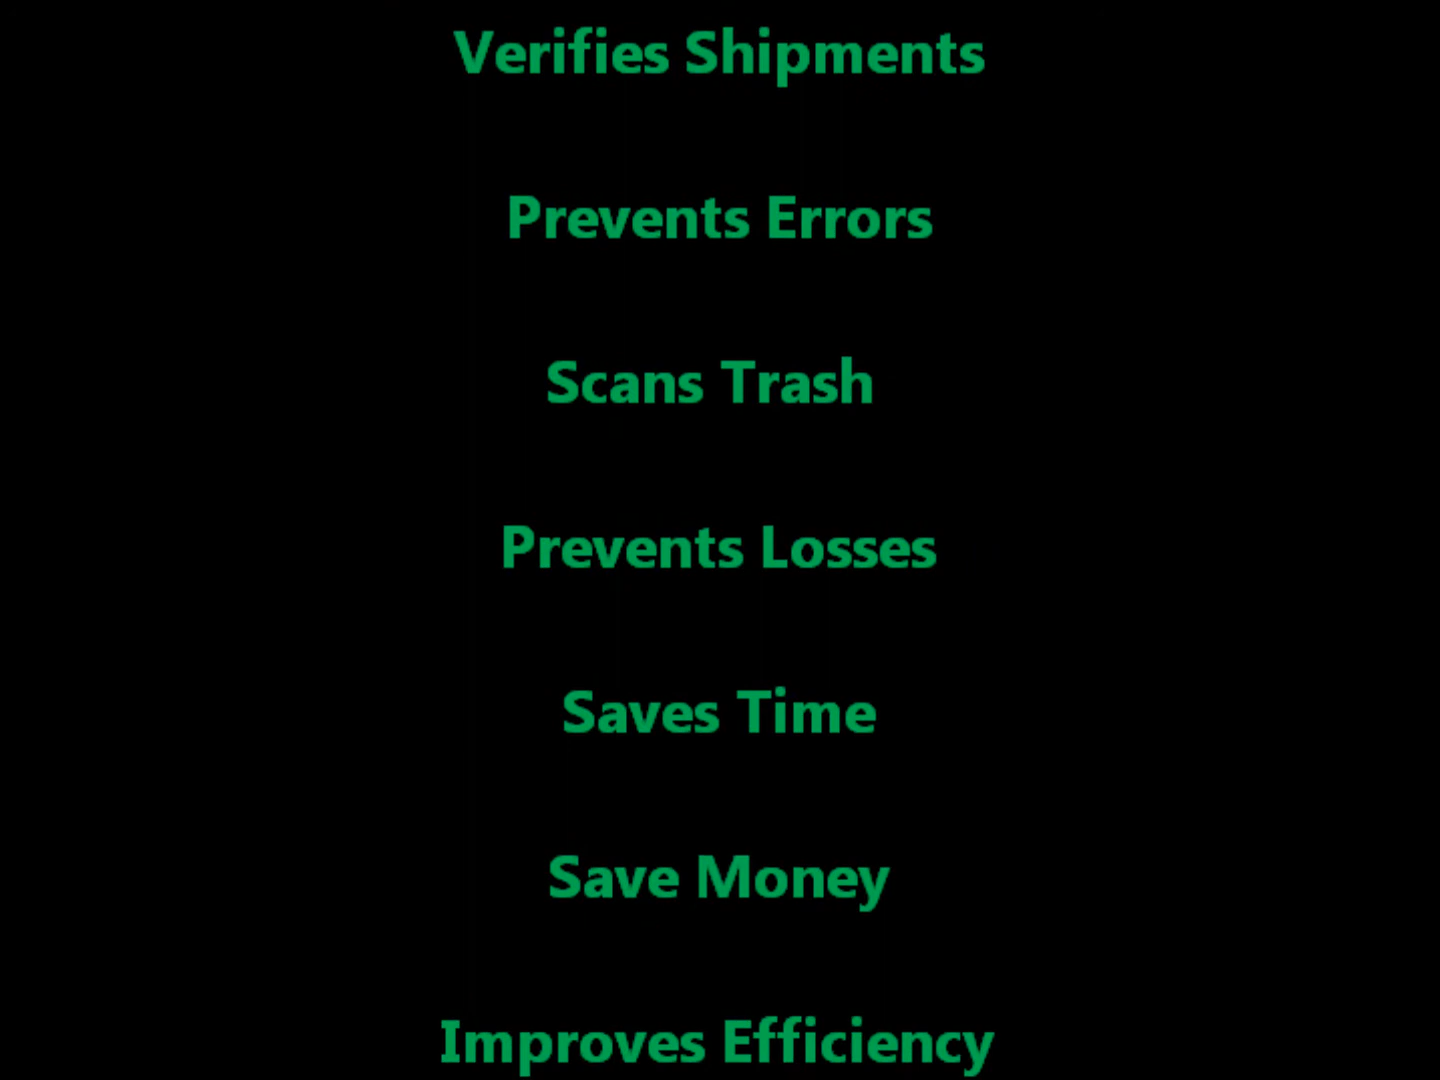 Verifies Shipments
Prevents Errors
Scans Trash
Prevents Losses
Saves Time
Save Money
Improves Efficiency